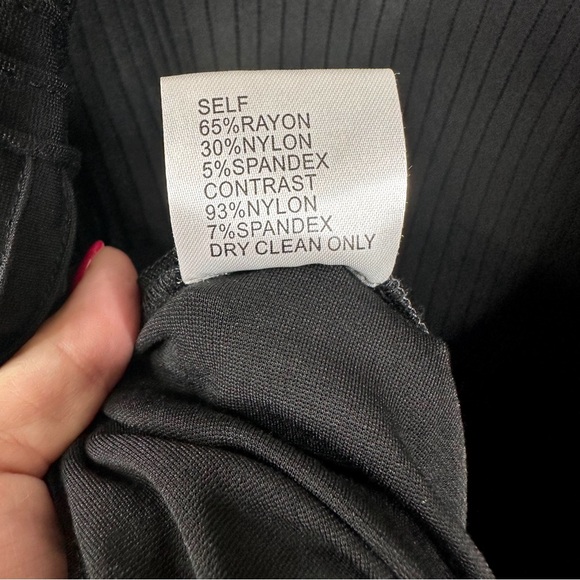 SELF
65%RAYON
30%NYLON
5%SPANDEX
CONTRAST
93%NYLON
7%SPANDEX
DRY CLEAN ONLY